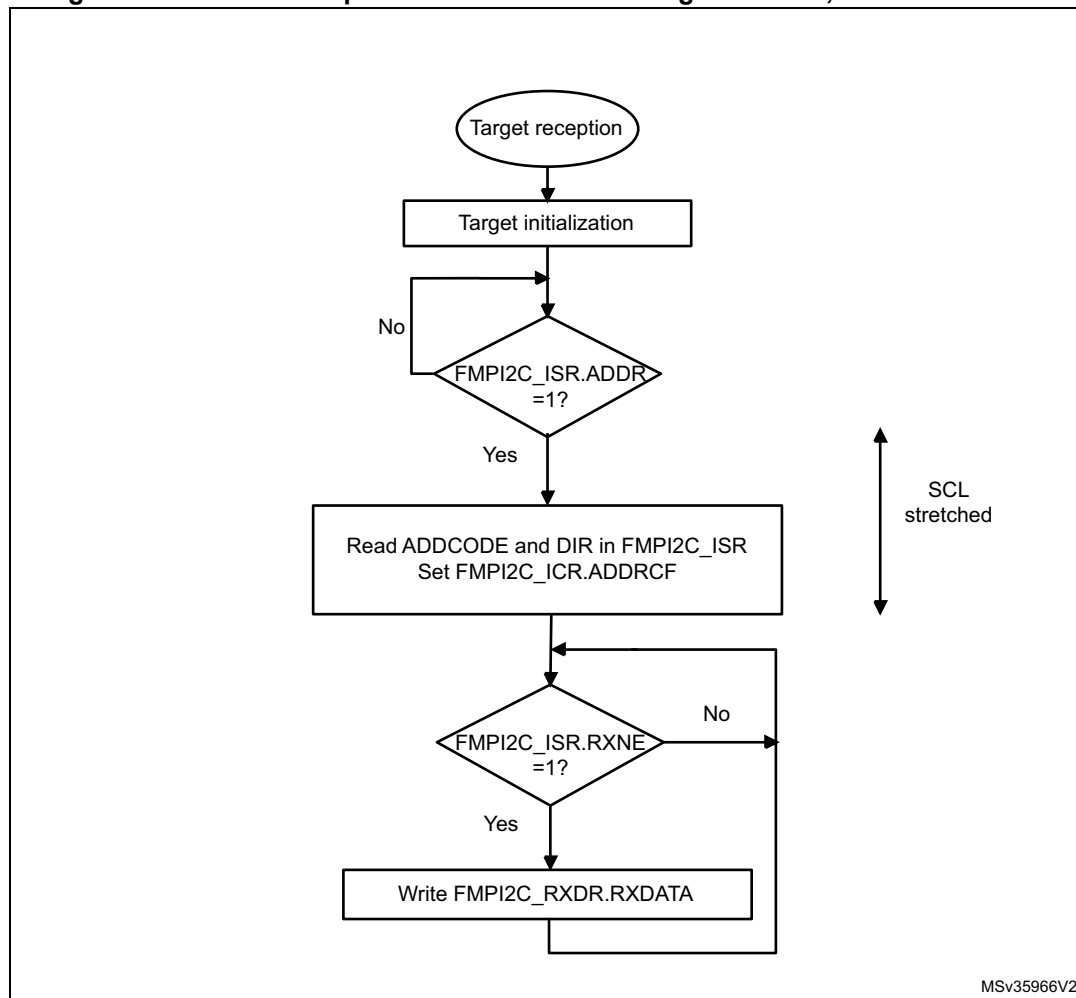 Target reception
Target initialization
No
FMPI2C_ISR.ADDR
=1?
Yes
SCL
stretched
Read ADDCODE and DIR in FMPI2C_ISR
Set FMPI2C_ICR.ADDRCF
No
FMPI2C_ISR.RXNE
=1?
Yes
Write FMPI2C_RXDR.RXDATA
MSv35966V2